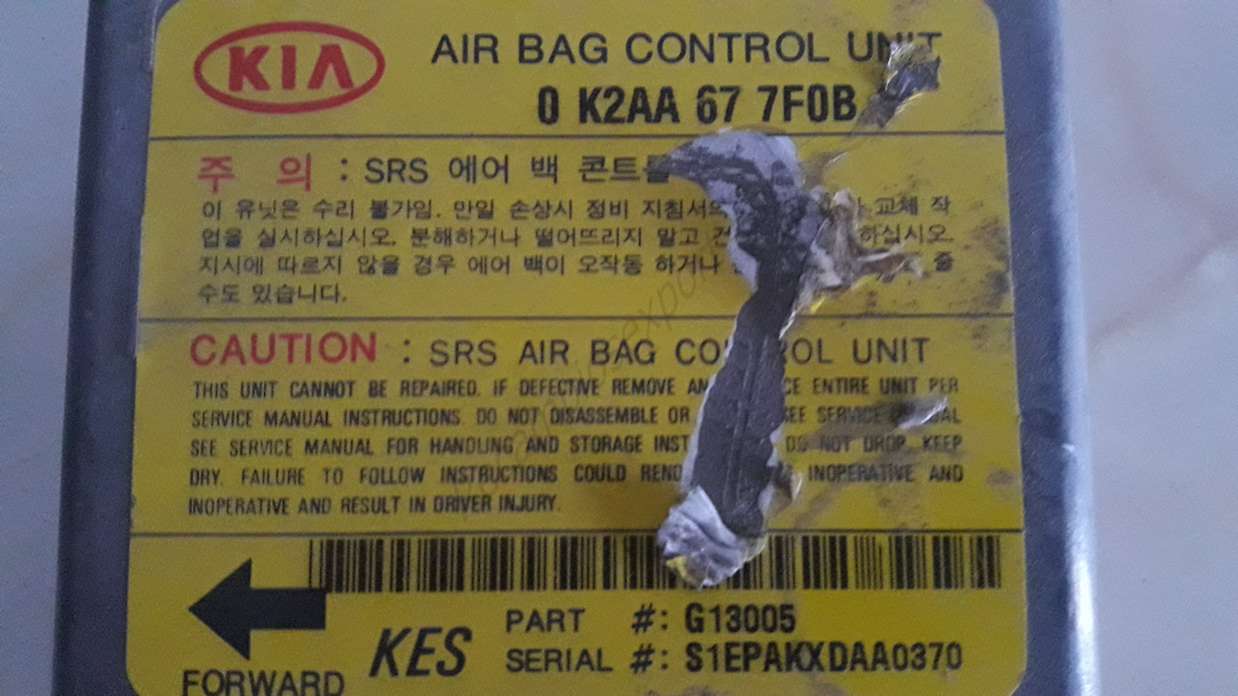 KIA AIR BAG CONTROL UNIT
0 K2AA 67 7F0B
주 의 : SRS 에어 백 콘트롤
이 유닛은 수리 불가임. 만일 손상시 정비 지침서 교체 작
업을 실시하십시오. 분해하거나 떨어뜨리지 말고 하십시오.
지시에 따르지 않을 경우 에어 백이 오작동 하거나 줄
수도 있습니다.
CAUTION : SRS AIR BAG CONTROL UNIT
THIS UNIT CANNOT BE REPAIRED. IF DEFECTIVE REMOVE ENTIRE UNIT PER
SERVICE MANUAL INSTRUCTIONS. DO NOT DISASSEMBLE OR SEE SERVICE
SEE SERVICE MANUAL FOR HANDLING AND STORAGE DO NOT DROP. KEEP
DRY. FAILURE TO FOLLOW INSTRUCTIONS COULD INOPERATIVE AND
INOPERATIVE AND RESULT IN DRIVER INJURY.
FORWARD
KES
PART #: G13005
SERIAL #: S1EPAKXDAA0370